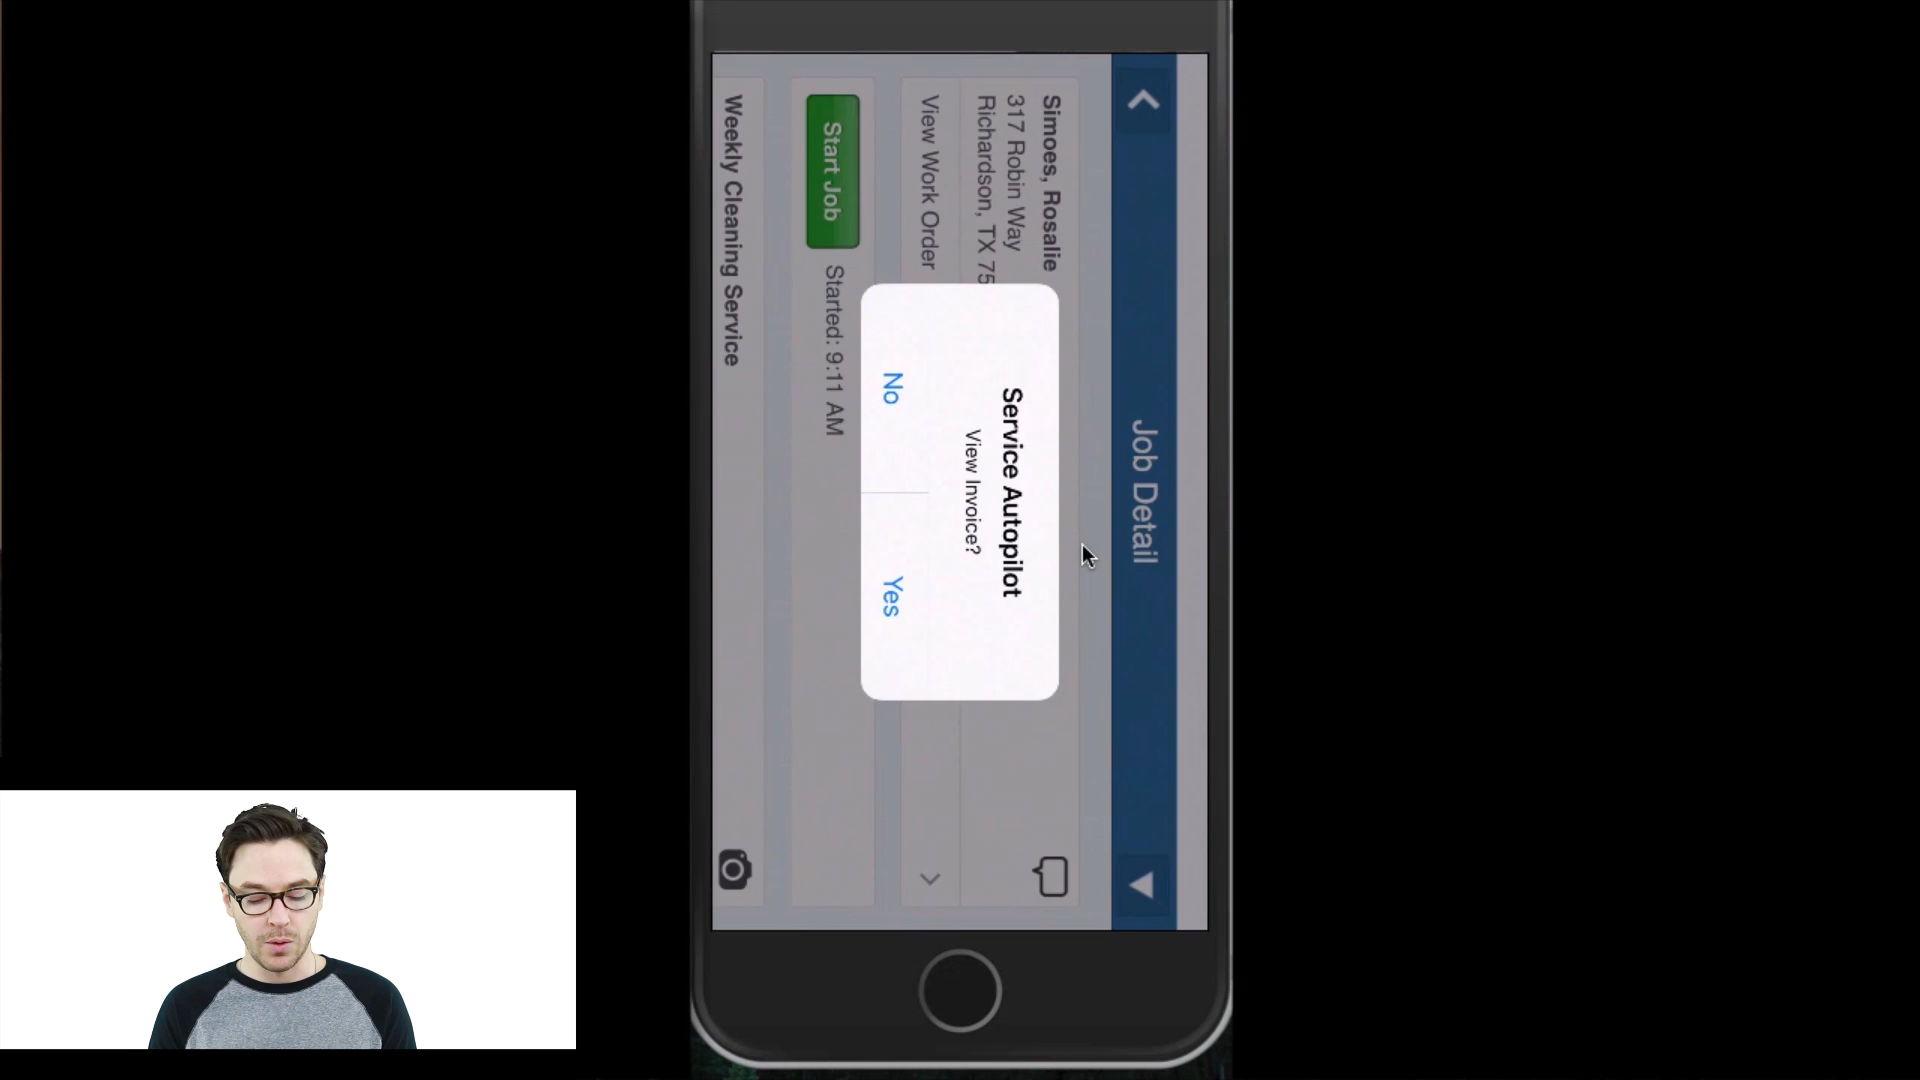 Job Detail
Simoes, Rosalie
317 Robin Way
Richardson, TX 75
View Work Order
Start Job
Started: 9:11 AM
Weekly Cleaning Service
Service Autopilot
View Invoice?
No
Yes